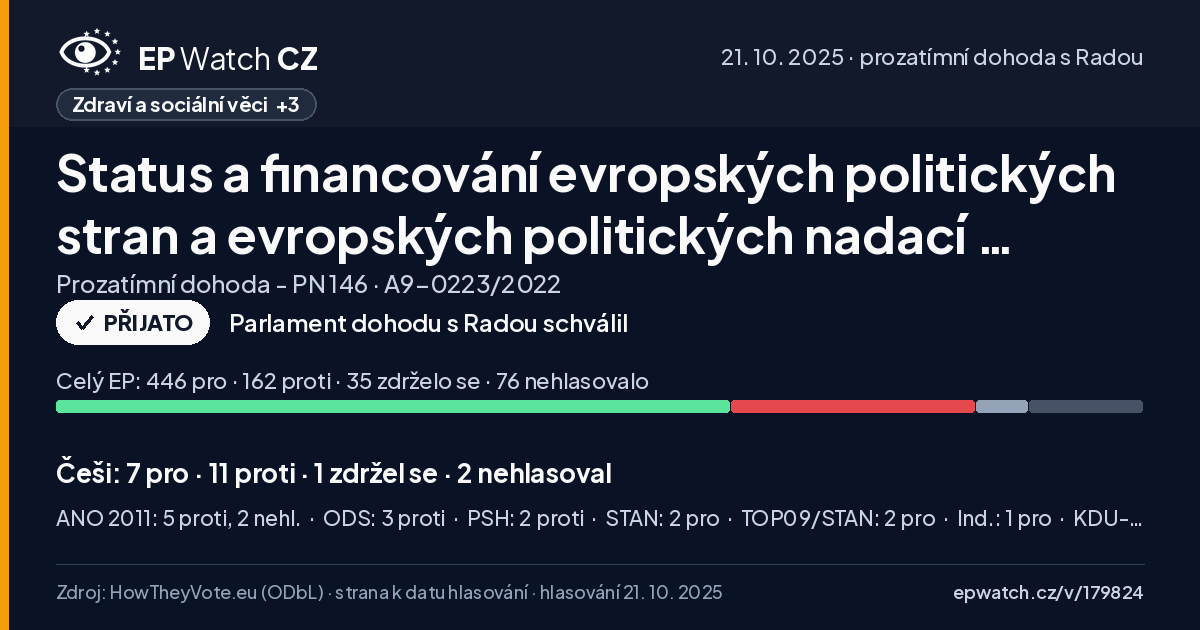 EP Watch CZ
21. 10. 2025 · prozatímní dohoda s Radou
Zdraví a sociální věci +3
Status a financování evropských politických
stran a evropských politických nadací …
Prozatímní dohoda - PN 146 · A9-0223/2022
✓ PŘIJATO Parlament dohodu s Radou schválil
Celý EP: 446 pro · 162 proti · 35 zdrželo se · 76 nehlasovalo
Češi: 7 pro · 11 proti · 1 zdržel se · 2 nehlasoval
ANO 2011: 5 proti, 2 nehl. · ODS: 3 proti · PSH: 2 proti · STAN: 2 pro · TOP09/STAN: 2 pro · Ind.: 1 pro · KDU-…
Zdroj: HowTheyVote.eu (ODbL) · strana k datu hlasování · hlasování 21. 10. 2025
epwatch.cz/v/179824